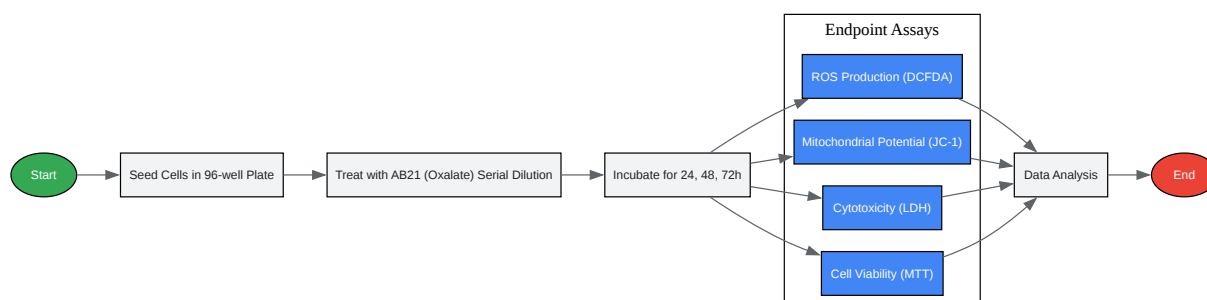 Start
Seed Cells in 96-well Plate
Treat with AB21 (Oxalate) Serial Dilution
Incubate for 24, 48, 72h
Endpoint Assays
ROS Production (DCFDA)
Mitochondrial Potential (JC-1)
Cytotoxicity (LDH)
Cell Viability (MTT)
Data Analysis
End